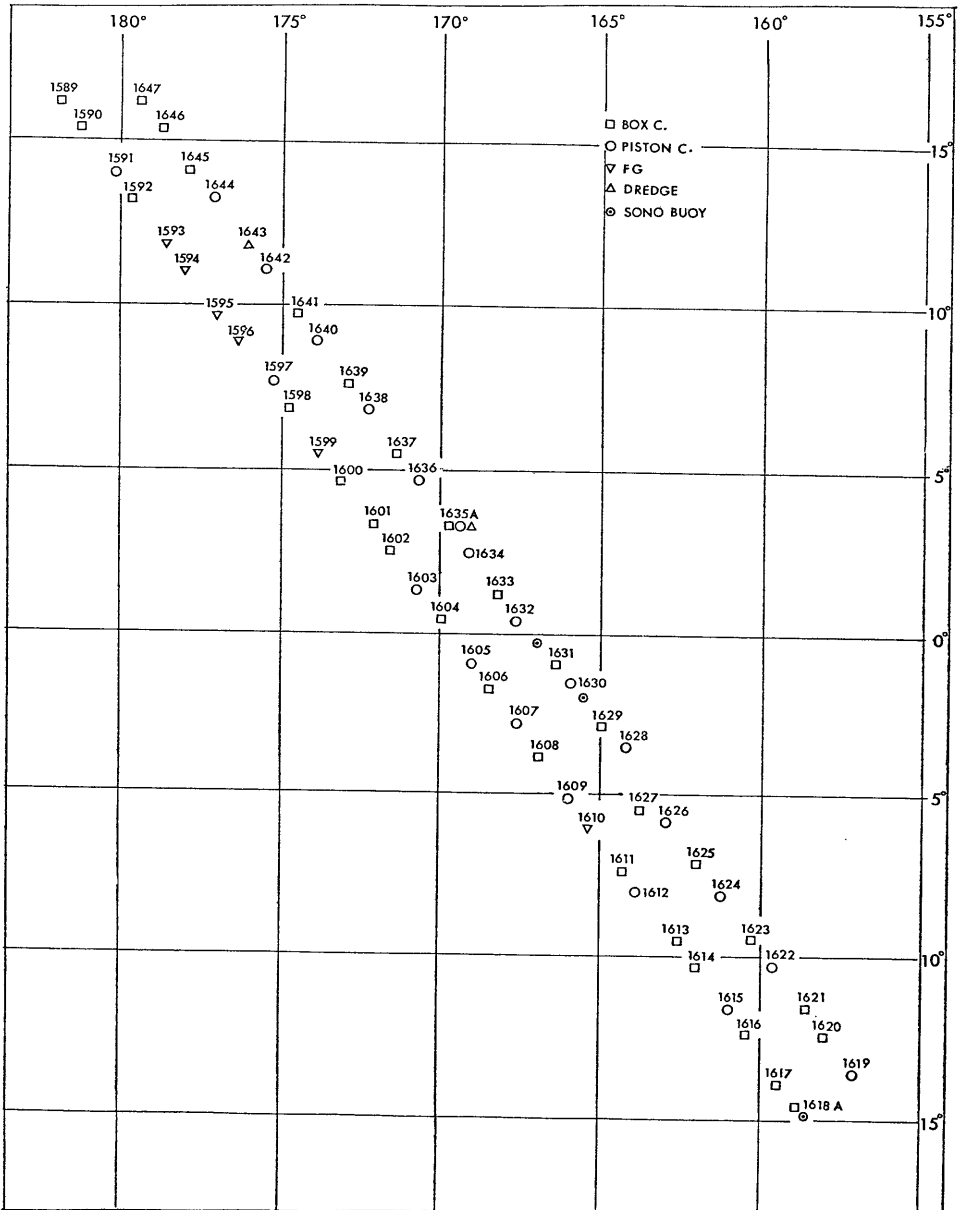 180° 175° 170° 165° 160° 155°
1589 1647
1590 1646
□ BOX C.
○ PISTON C.
▽ FG
△ DREDGE
⊙ SONO BUOY
15°
1591 1645
1592 1644
1593 1643
1594 1642
1595 1641 10°
1596 1640
1597 1639
1598 1638
1599 1637
1600 1636 5°
1601 1635A
1602 1634
1603 1633
1604 1632
0°
1605 1631
1606 1630
1607 1629
1608 1628
1609 1627 5°
1610 1626
1611 1625
1612 1624
1613 1623
1614 1622 10°
1615 1621
1616 1620
1617 1619
1618 A
15°